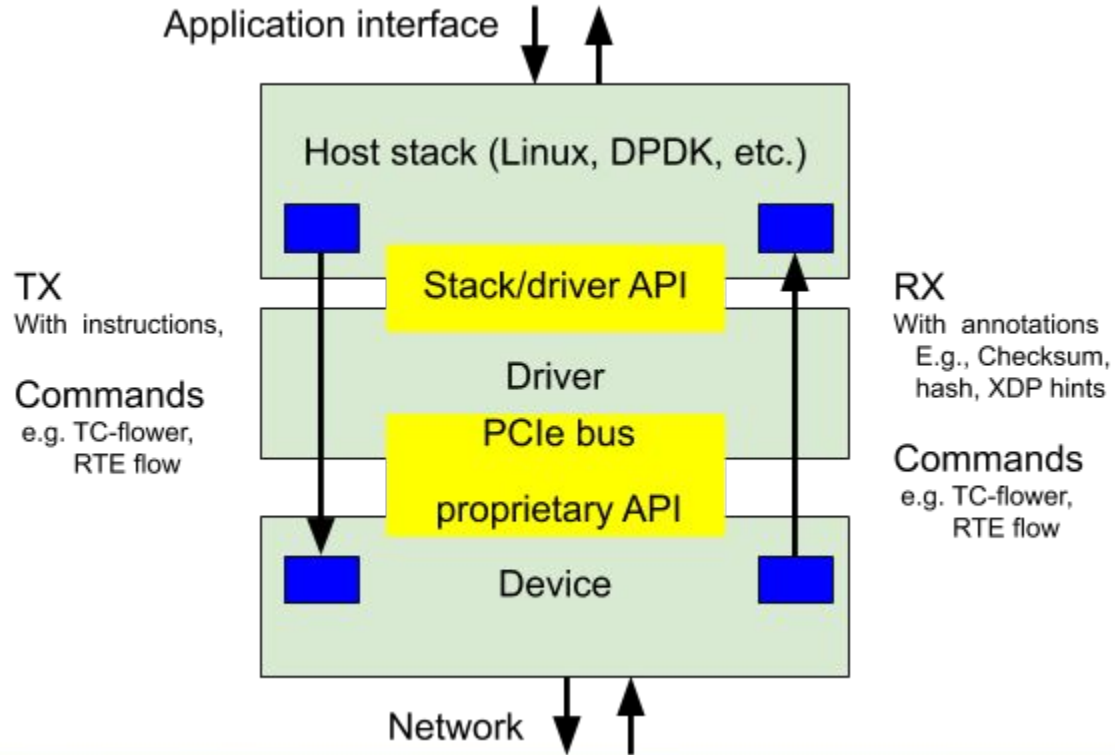 Application interface
Host stack (Linux, DPDK, etc.)
Stack/driver API
TX
With instructions,
Commands
e.g. TC-flower,
RTE flow
Driver
PCIe bus
proprietary API
RX
With annotations
E.g., Checksum,
hash, XDP hints
Commands
e.g. TC-flower,
RTE flow
Device
Network